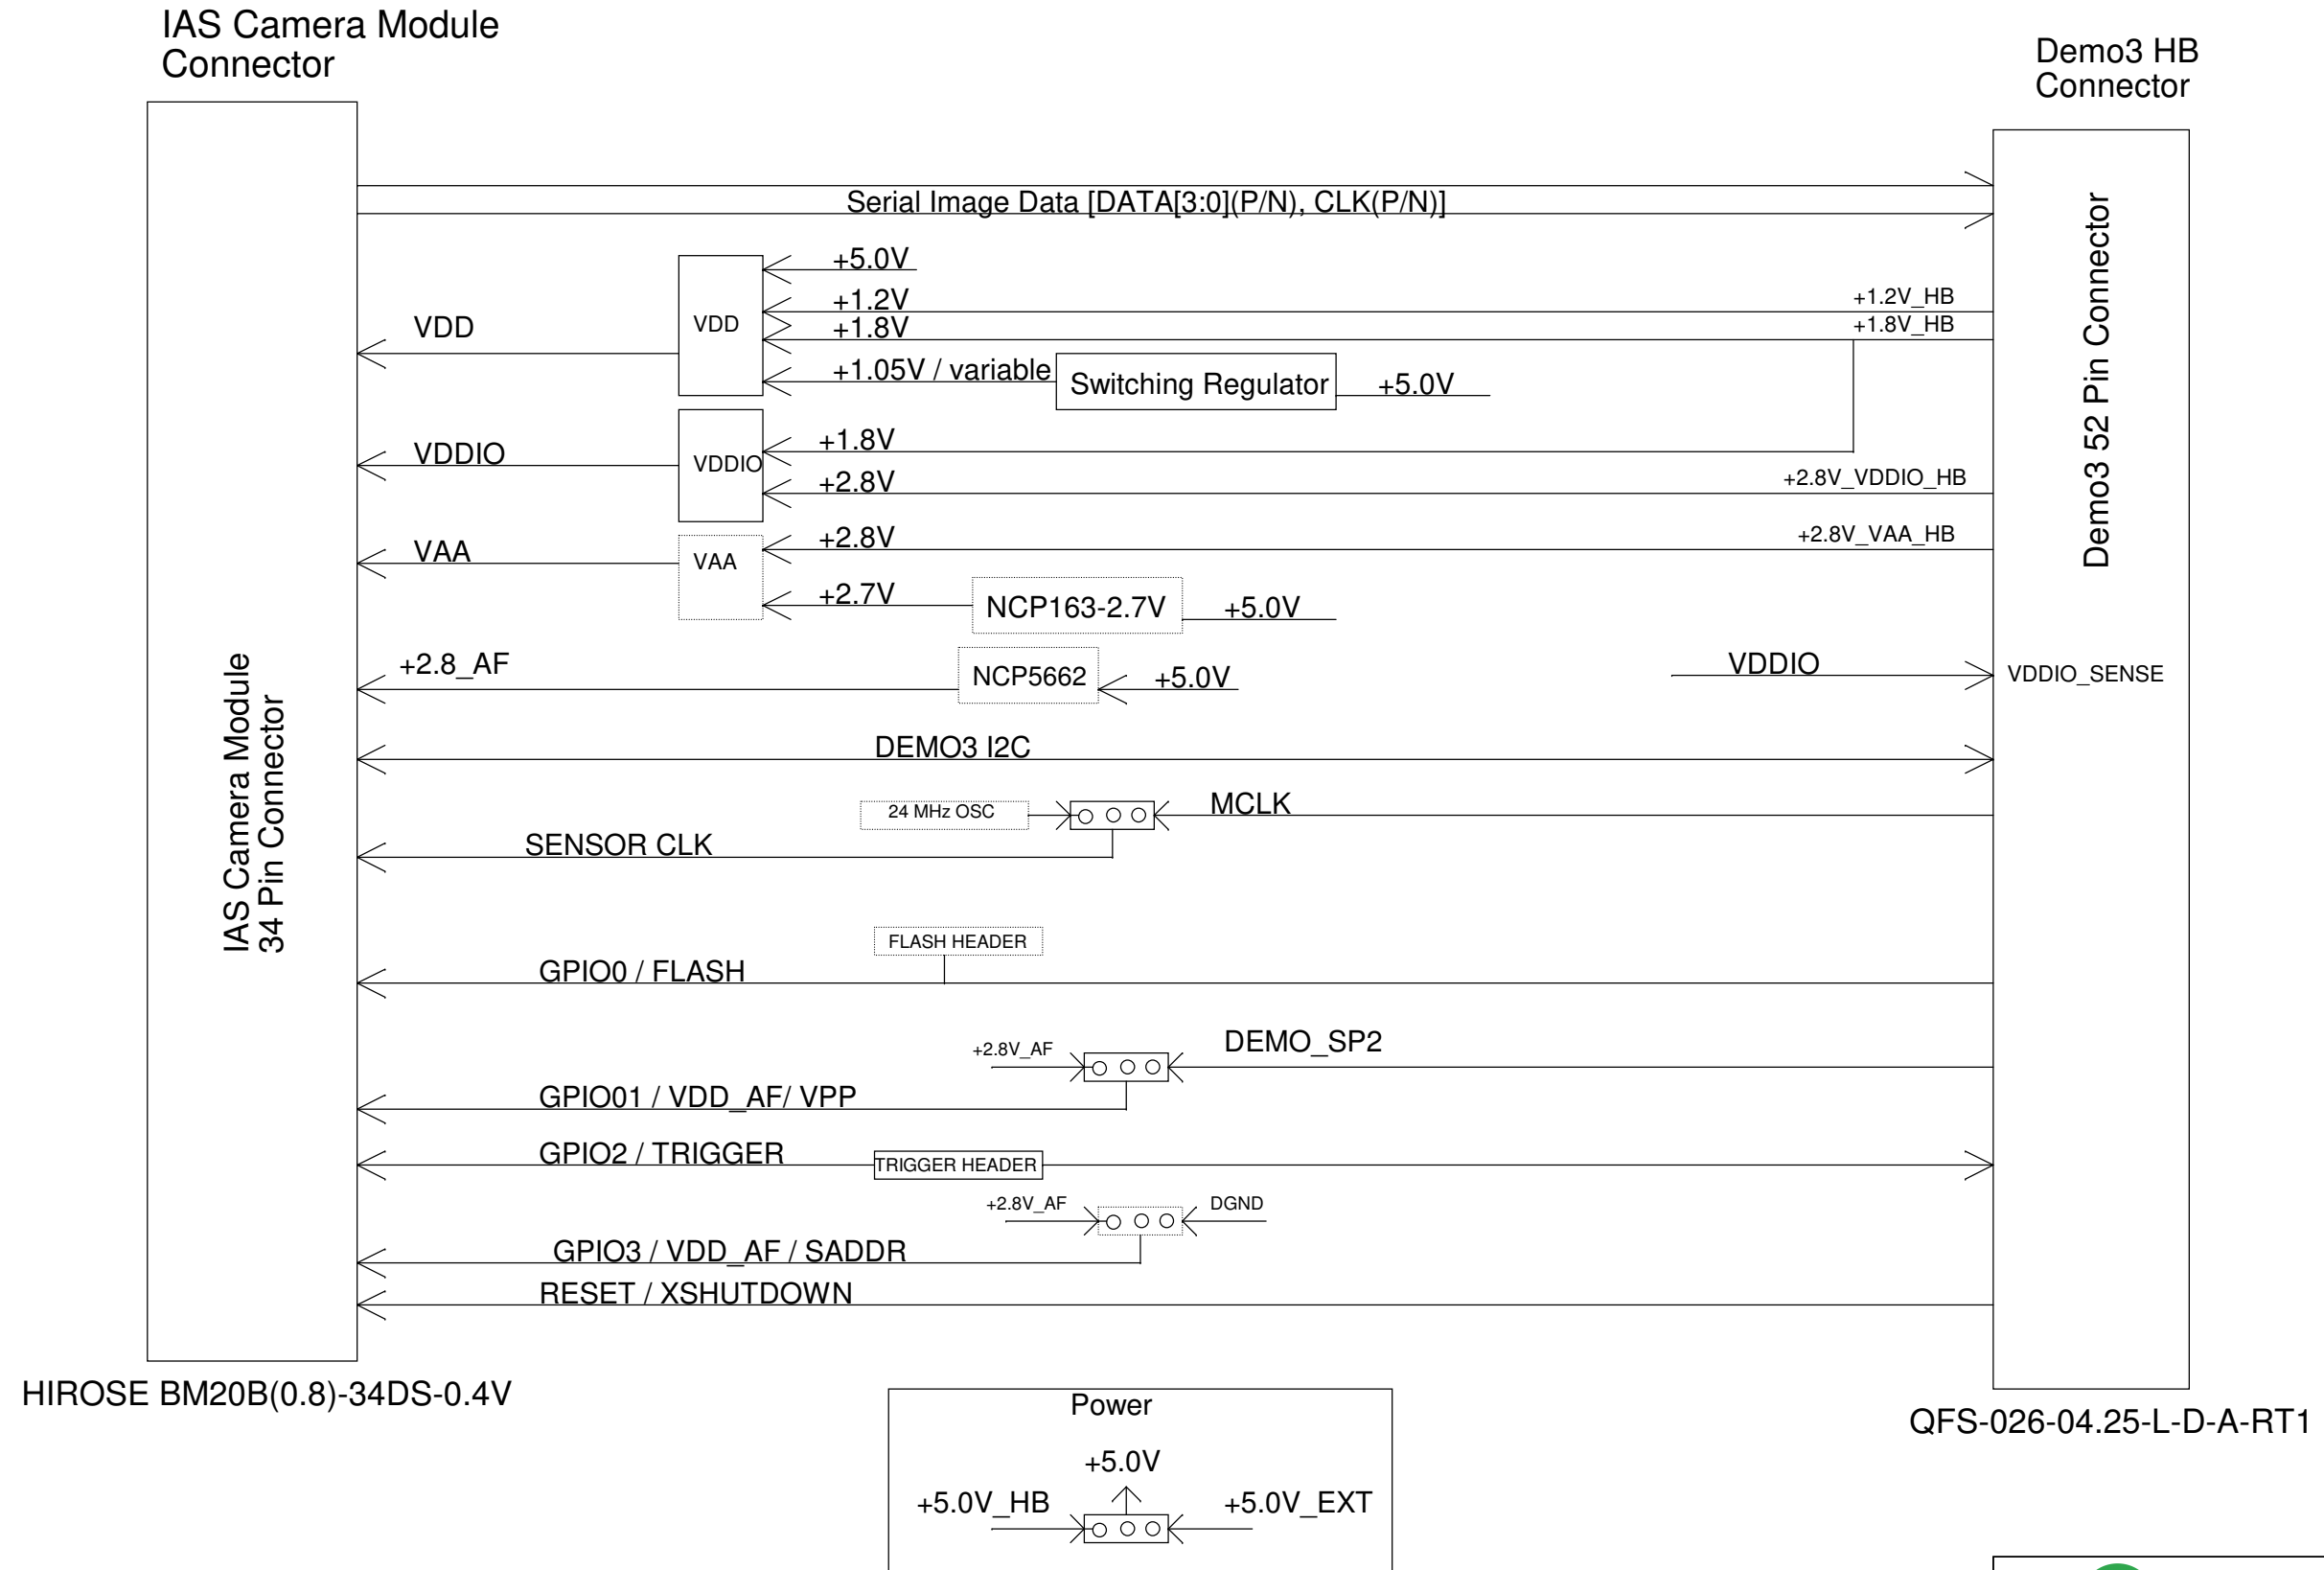 IAS Camera Module
Connector
Demo3 HB
Connector
Serial Image Data [DATA[3:0](P/N), CLK(P/N)]
Demo3 52 Pin Connector
+5.0V
+1.2V
+1.2V_HB
VDD
VDD
+1.8V
+1.8V_HB
+1.05V / variable
Switching Regulator
+5.0V
VDDIO
VDDIO
+1.8V
+2.8V
+2.8V_VDDIO_HB
VAA
VAA
+2.8V
+2.8V_VAA_HB
+2.7V
NCP163-2.7V
+5.0V
+2.8_AF
NCP5662
+5.0V
VDDIO
VDDIO_SENSE
IAS Camera Module
34 Pin Connector
DEMO3 I2C
24 MHz OSC
MCLK
SENSOR CLK
FLASH HEADER
GPIO0 / FLASH
+2.8V_AF
DEMO_SP2
GPIO01 / VDD_AF/ VPP
GPIO2 / TRIGGER
TRIGGER HEADER
+2.8V_AF
DGND
GPIO3 / VDD_AF / SADDR
RESET / XSHUTDOWN
HIROSE BM20B(0.8)-34DS-0.4V
QFS-026-04.25-L-D-A-RT1
Power
+5.0V
+5.0V_HB
+5.0V_EXT